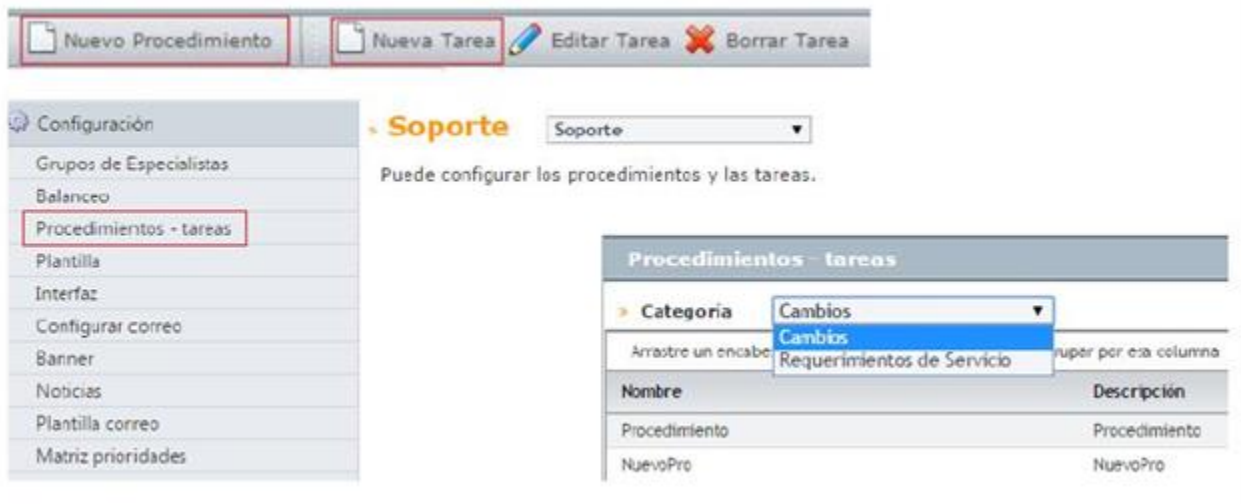 Nuevo Procedimiento Nueva Tarea Editar Tarea Borrar Tarea
Configuración
Grupos de Especialistas
Balanceo
Procedimientos - tareas
Plantilla
Interfaz
Configurar correo
Banner
Noticias
Plantilla correo
Matriz prioridades
Soporte Soporte
Puede configurar los procedimientos y las tareas.
Procedimientos - tareas
Categoría Cambios
Cambios
Requerimientos de Servicio
Arrastre un encabe rupar por esa columna
Nombre Descripción
Procedimiento Procedimiento
NuevoPro NuevoPro